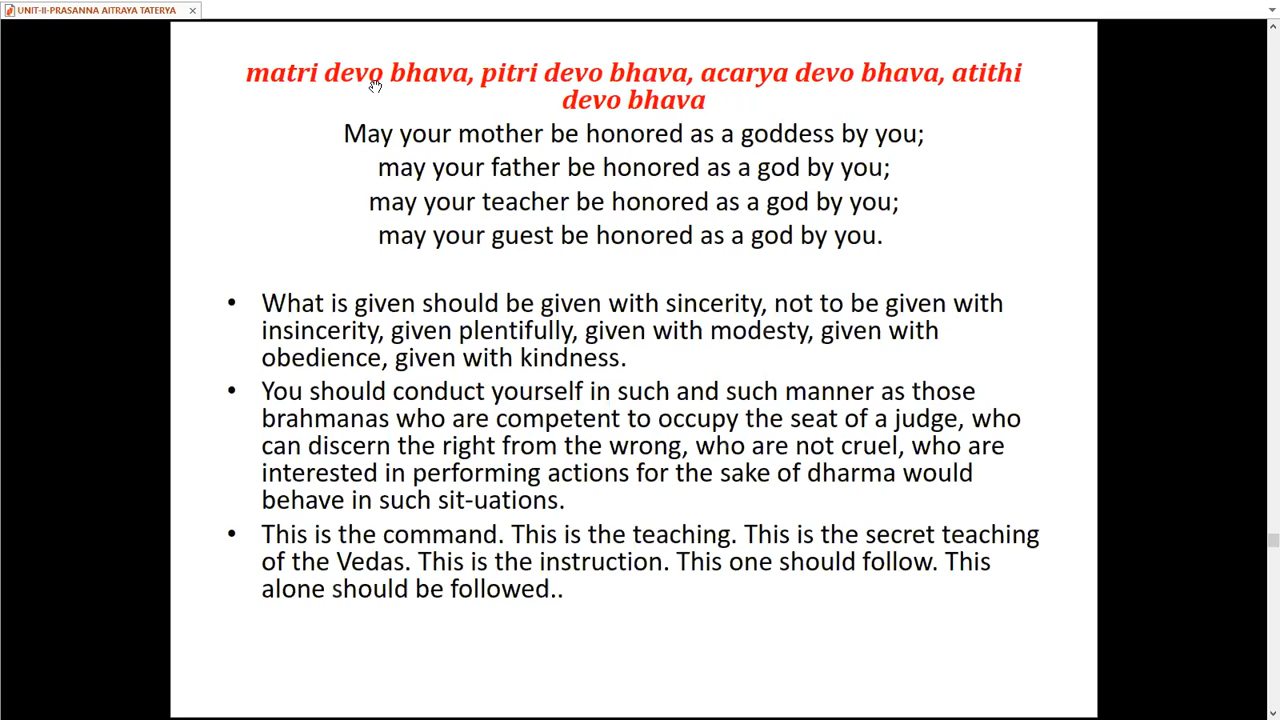 UNIT-II-PRASANNA AITRAYA TATERYA
matri devo bhava, pitri devo bhava, acarya devo bhava, atithi
devo bhava
May your mother be honored as a goddess by you;
may your father be honored as a god by you;
may your teacher be honored as a god by you;
may your guest be honored as a god by you.
• What is given should be given with sincerity, not to be given with
insincerity, given plentifully, given with modesty, given with
obedience, given with kindness.
• You should conduct yourself in such and such manner as those
brahmanas who are competent to occupy the seat of a judge, who
can discern the right from the wrong, who are not cruel, who are
interested in performing actions for the sake of dharma would
behave in such sit-uations.
• This is the command. This is the teaching. This is the secret teaching
of the Vedas. This is the instruction. This one should follow. This
alone should be followed..